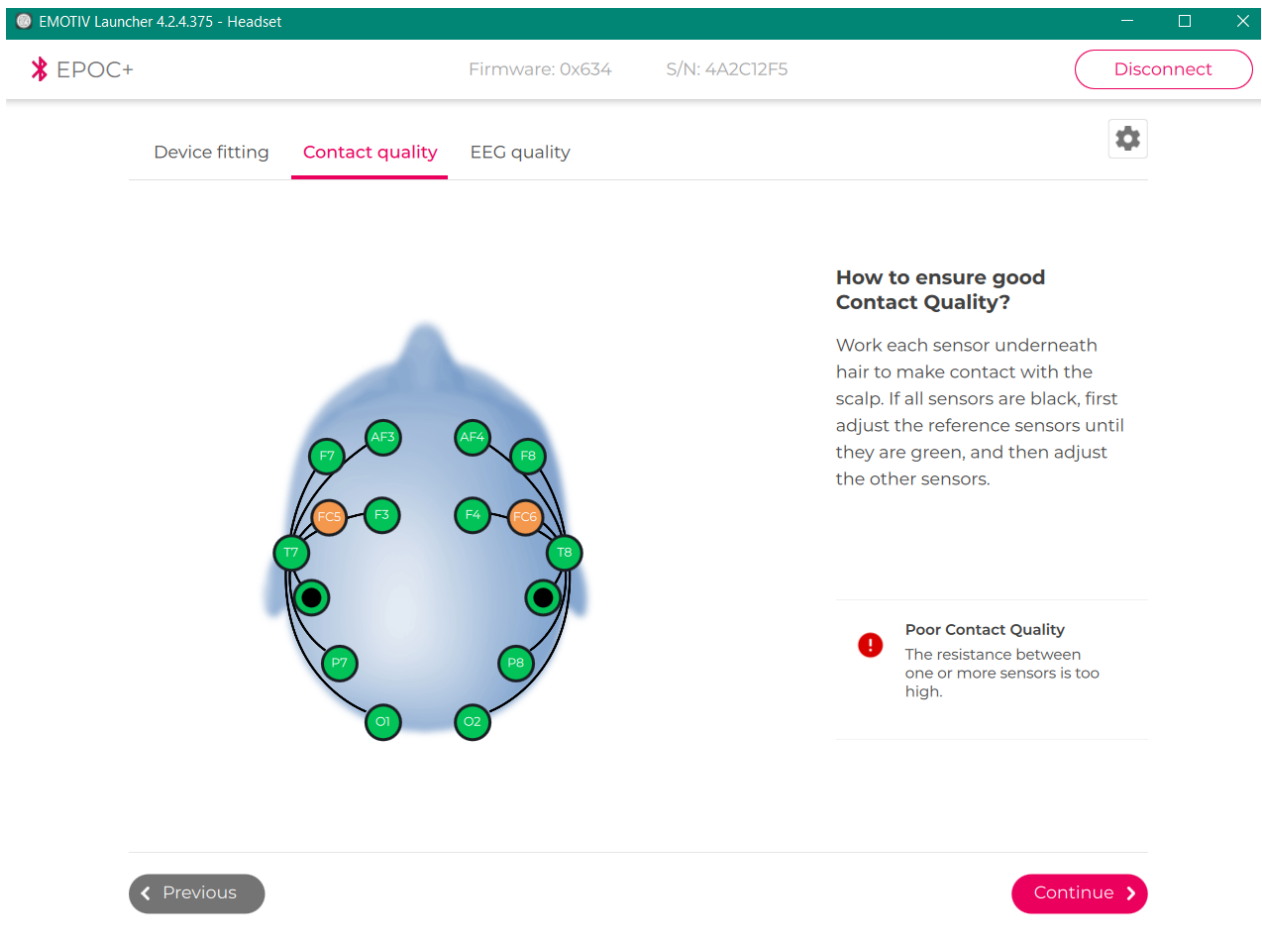 EMOTIV Launcher 4.2.4.375 - Headset
EPOC+
Firmware: 0x634
S/N: 4A2C12F5
Disconnect
Device fitting
Contact quality
EEG quality
How to ensure good
Contact Quality?
Work each sensor underneath
hair to make contact with the
scalp. If all sensors are black, first
adjust the reference sensors until
they are green, and then adjust
the other sensors.
AF3
AF4
F7
F8
FC5
F3
F4
FC6
T7
T8
P7
P8
O1
O2
Poor Contact Quality
The resistance between
one or more sensors is too
high.
Previous
Continue